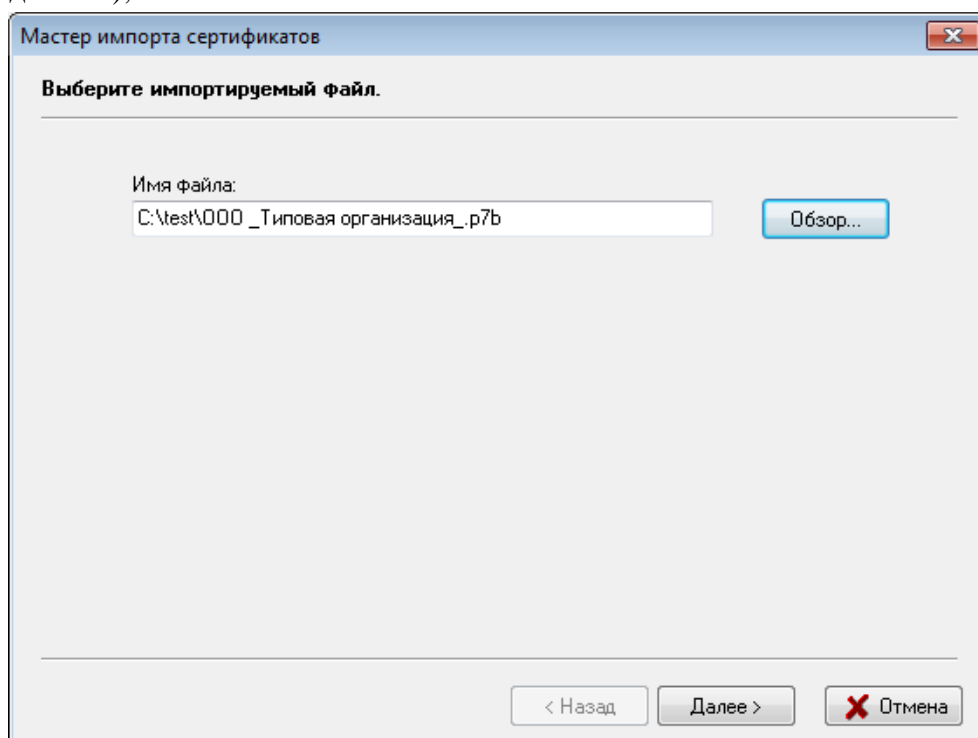 Мастер импорта сертификатов
Выберите импортируемый файл.
Имя файла:
C:\test\ООО _Типовая организация_.p7b
Обзор...
< Назад
Далее >
Отмена